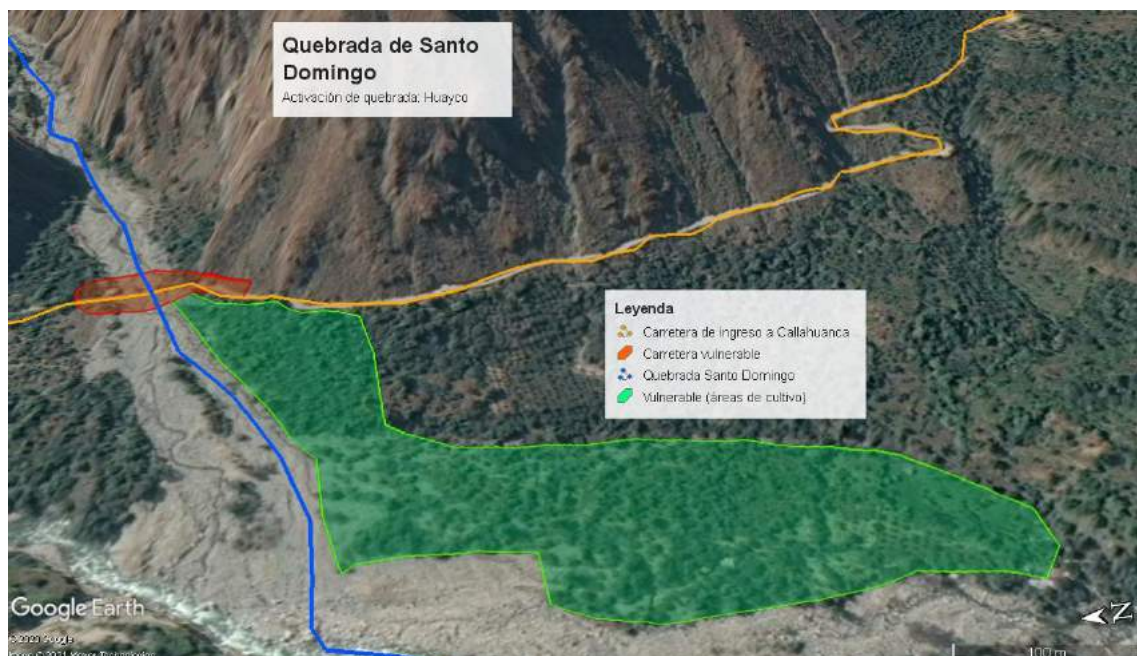 Quebrada de Santo
Domingo
Activación de quebrada: Huayco
Leyenda
Carretera de ingreso a Callahuanca
Carretera vulnerable
Quebrada Santo Domingo
Vulnerable (áreas de cultivo)
Google Earth
N
100 m